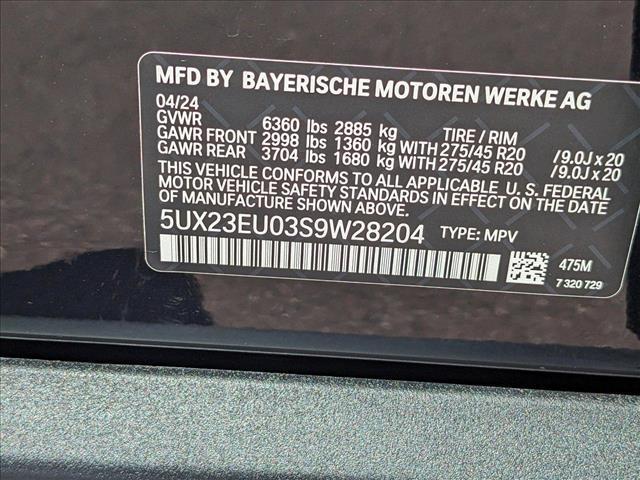 MFD BY BAYERISCHE MOTOREN WERKE AG
04/24
GVWR 6360 lbs 2885 kg TIRE / RIM
GAWR FRONT 2998 lbs 1360 kg WITH 275/45 R20 /9.0J x 20
GAWR REAR 3704 lbs 1680 kg WITH 275/45 R20 /9.0J x 20
THIS VEHICLE CONFORMS TO ALL APPLICABLE U. S. FEDERAL
MOTOR VEHICLE SAFETY STANDARDS IN EFFECT ON THE DATE OF
MANUFACTURE SHOWN ABOVE.
5UX23EU03S9W28204 TYPE: MPV
475M
7 320 729